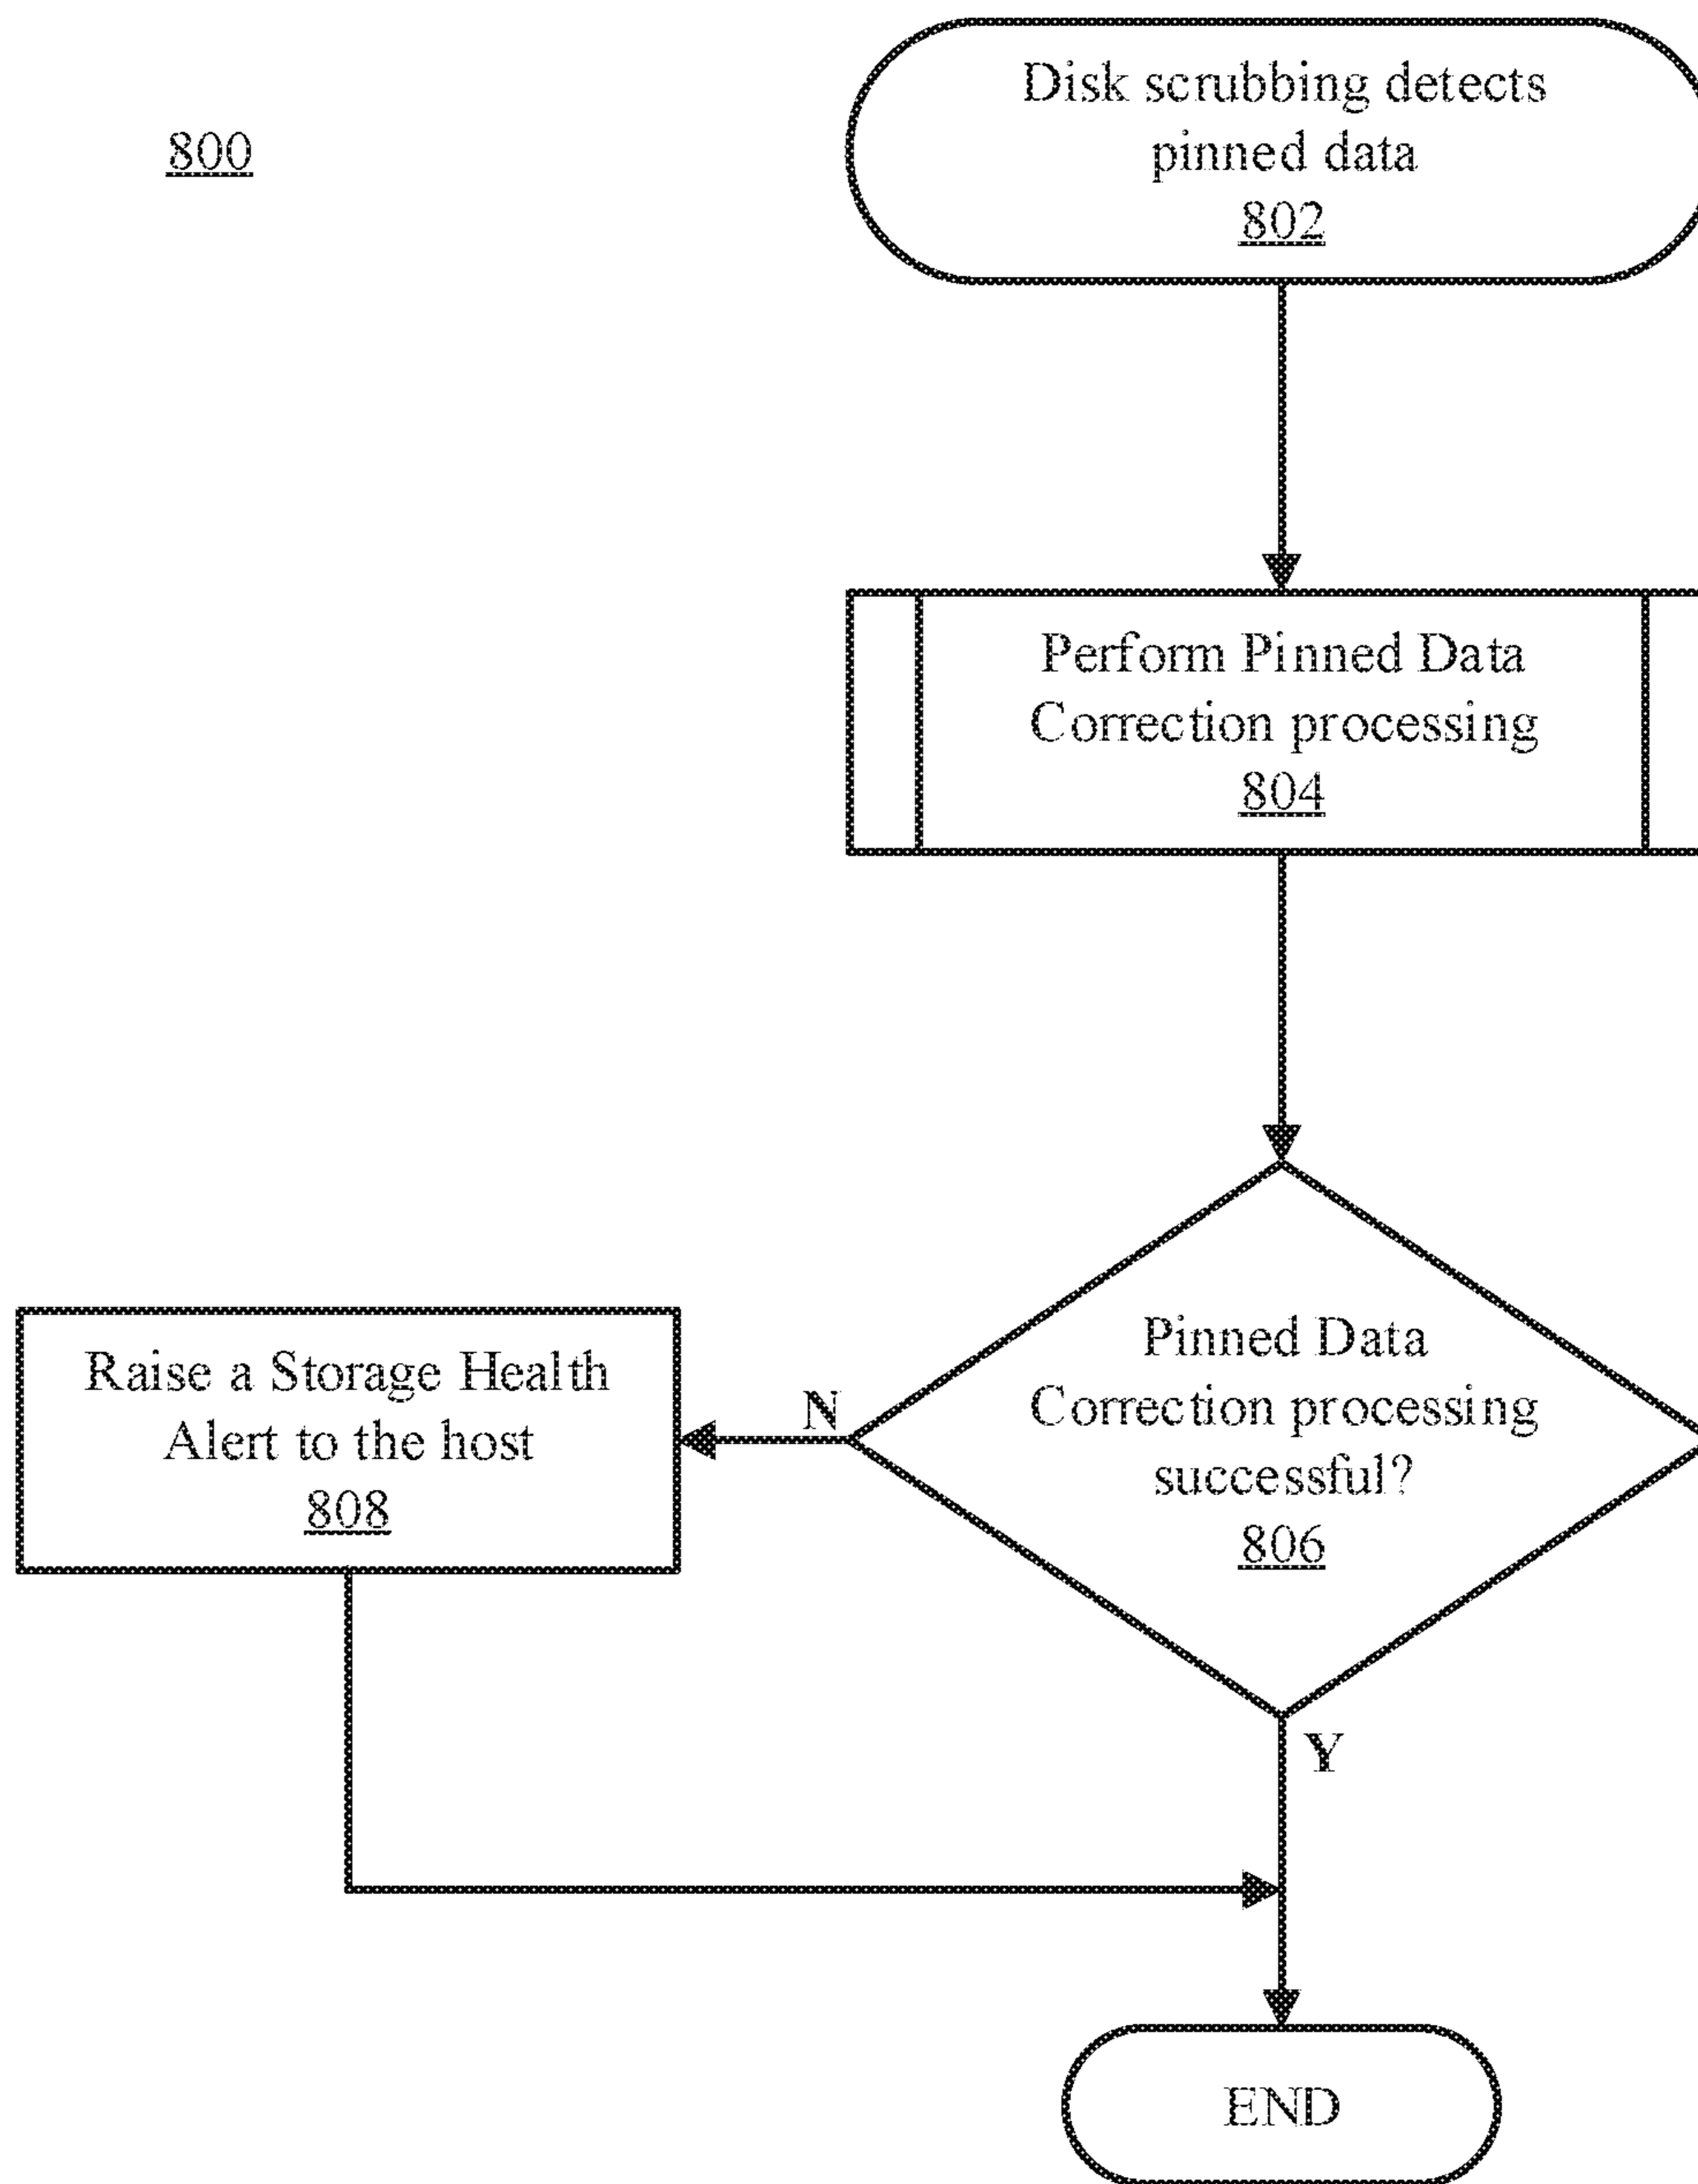 800
Disk scrubbing detects
pinned data
802
Perform Pinned Data
Correction processing
804
Pinned Data
Correction processing
successful?
806
N
Raise a Storage Health
Alert to the host
808
Y
END